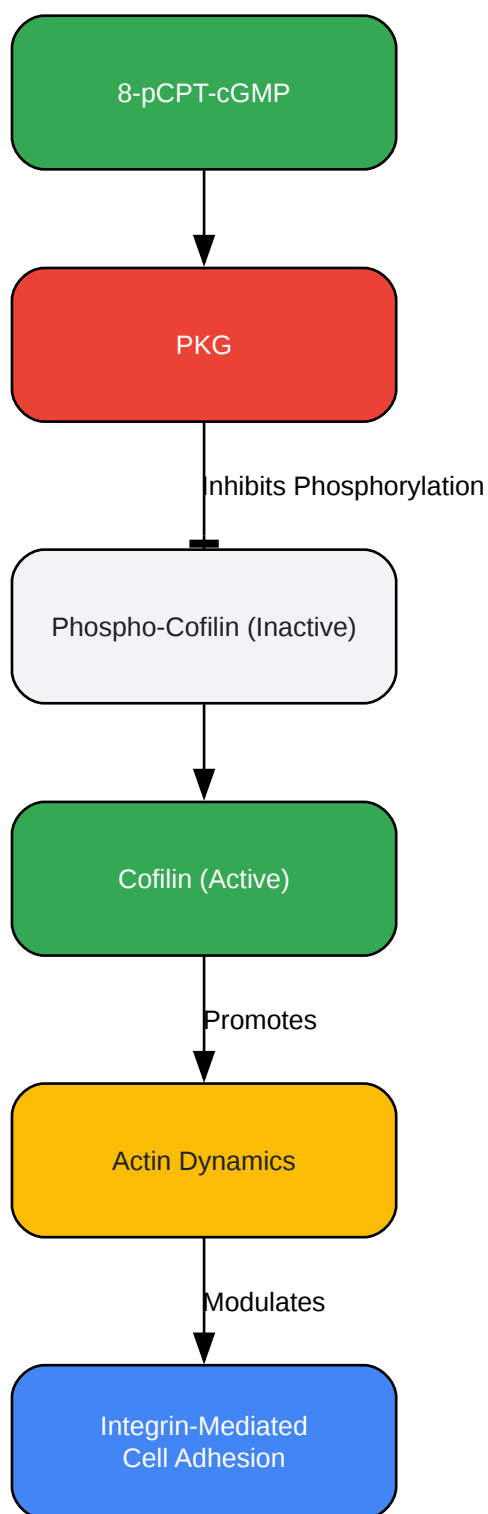 8-pCPT-cGMP
PKG
Inhibits Phosphorylation
Phospho-Cofilin (Inactive)
Cofilin (Active)
Promotes
Actin Dynamics
Modulates
Integrin-Mediated
Cell Adhesion